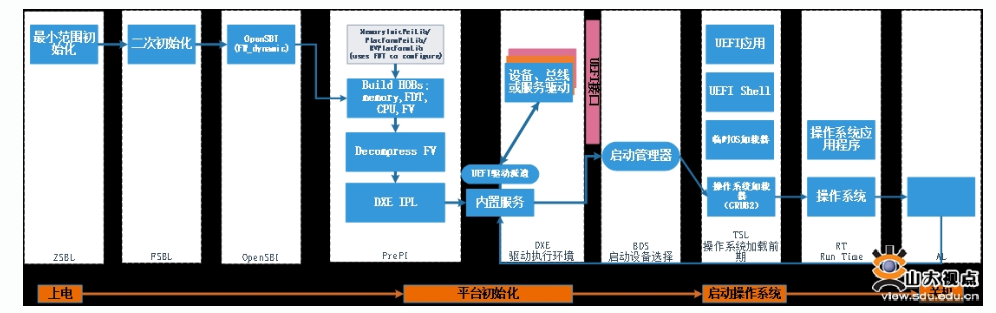 最小范围初
始化
二次初始化
OpenSBI
(FW_dynamic)
MemoryInitPeiLib/
PlatformPeiLib/
RVPlatformLib
(uses FDT to configure)
Build HOBs:
memory,FDT,
CPU,FV
Decompress FV
DXE IPL
设备、总线
或服务驱动
UEFI驱动派遣
内置服务
UEFI接口
启动管理器
UEFI应用
UEFI Shell
临时OS加载器
操作系统加载
器
(GRUB2)
操作系统应
用程序
操作系统
ZSBL
FSBL
OpenSBI
PrePI
DXE
驱动执行环境
BDS
启动设备选择
TSL
操作系统加载前
期
RT
Run Time
AL
上电
平台初始化
启动操作系统
山大视点
view.sdu.edu.cn